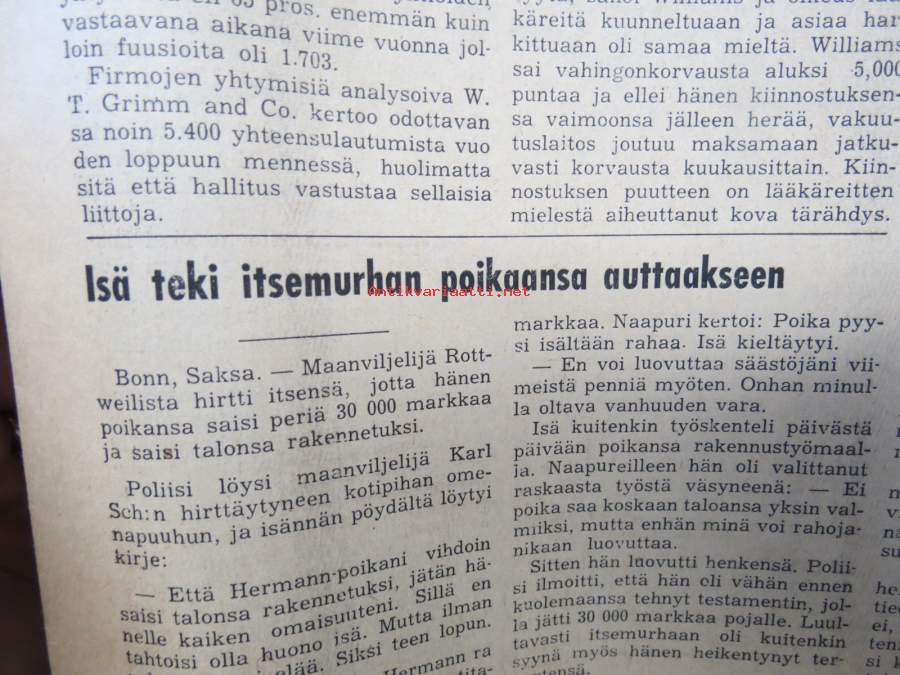 pros. enemmän kuin
vastaavana aikana viime vuonna jol-
loin fuusioita oli 1.703.
Firmojen yhtymisiä analysoiva W.
T. Grimm and Co. kertoo odottavan
sa noin 5.400 yhteensulautumista vuo
den loppuun mennessä, huolimatta
sitä että hallitus vastustaa sellaisia
liittoja.
käreitä kuunneltuaan ja asiaa har
kittuaan oli samaa mieltä. Williams
sai vahingonkorvausta aluksi 5,000
puntaa ja ellei hänen kiinnostuksen-
sa vaimoonsa jälleen herää, vakuu-
tuslaitos joutuu maksamaan jatku-
vasti korvausta kuukausittain. Kiin-
nostuksen puutteen on lääkäreitten
mielestä aiheuttanut kova tärähdys.
Isä teki itsemurhan poikaansa auttaakseen
Antikvariaatti.net
Bonn, Saksa. — Maanviljelijä Rott-
weilista hirtti itsensä, jotta hänen
poikansa saisi periä 30 000 markkaa
ja saisi talonsa rakennetuksi.
Poliisi löysi maanviljelijä Karl
Sch:n hirttäytyneen kotipihan ome-
napuuhun, ja isännän pöydältä löytyi
kirje:
— Että Hermann-poikani vihdoin
saisi talonsa rakennetuksi, jätän hä-
nelle kaiken omaisuuteni. Sillä en
tahtoisi olla huono isä. Mutta ilman
elää. Siksi teen lopun.
Hermann ra
markkaa. Naapuri kertoi: Poika pyy-
si isältään rahaa. Isä kieltäytyi.
— En voi luovuttaa säästöjäni vii-
meistä penniä myöten. Onhan minul-
la oltava vanhuuden vara.
Isä kuitenkin työskenteli päivästä
päivään poikansa rakennustyömaal-
ja. Naapureilleen hän oli valittanut
raskaasta työstä väsyneenä: — Ei
poika saa koskaan taloansa yksin val-
miiksi, mutta enhän minä voi rahoja-
nikaan luovuttaa.
Sitten hän luovutti henkensä. Polii-
si ilmoitti, että hän oli vähän ennen
kuolemaansa tehnyt testamentin, jol-
la jätti 30 000 markkaa pojalle. Luul-
tavasti itsemurhaan oli kuitenkin
syynä myös hänen heikentynyt ter-